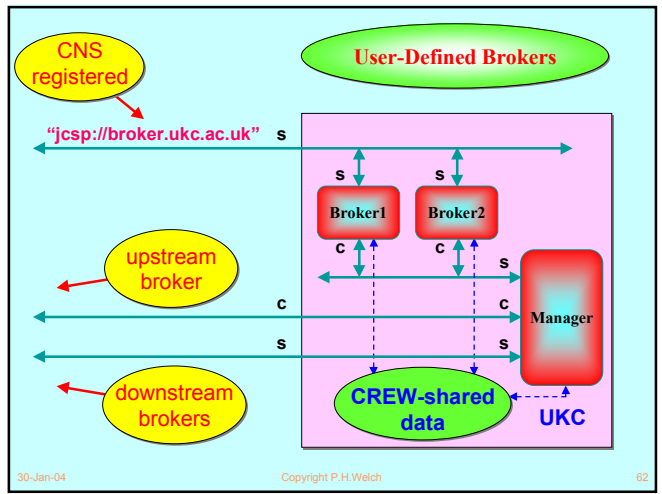 CNS
registered
User-Defined Brokers
“jcsp://broker.ukc.ac.uk”
s
s
s
Broker1
Broker2
c
c
s
upstream
broker
c
c
Manager
s
s
downstream
brokers
CREW-shared
data
UKC
30-Jan-04
Copyright P.H.Welch
62